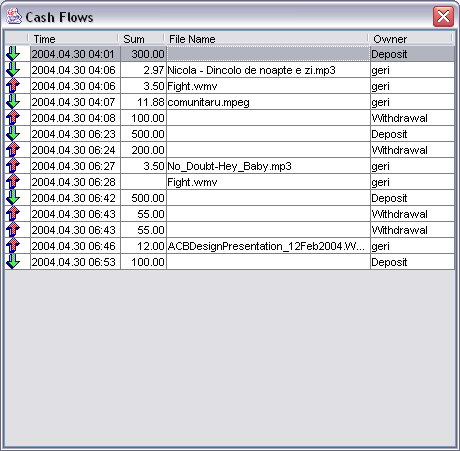 Cash Flows
Time Sum File Name Owner
2004.04.30 04:01 300.00 Deposit
2004.04.30 04:06 2.97 Nicola - Dincolo de noapte e zi.mp3 geri
2004.04.30 04:06 3.50 Fight.wmv geri
2004.04.30 04:07 11.88 comunitaru.mpeg geri
2004.04.30 04:08 100.00 Withdrawal
2004.04.30 06:23 500.00 Deposit
2004.04.30 06:24 200.00 Withdrawal
2004.04.30 06:27 3.50 No_Doubt-Hey_Baby.mp3 geri
2004.04.30 06:28 Fight.wmv geri
2004.04.30 06:42 500.00 Deposit
2004.04.30 06:43 55.00 Withdrawal
2004.04.30 06:43 55.00 Withdrawal
2004.04.30 06:46 12.00 ACBDesignPresentation_12Feb2004.W... geri
2004.04.30 06:53 100.00 Deposit